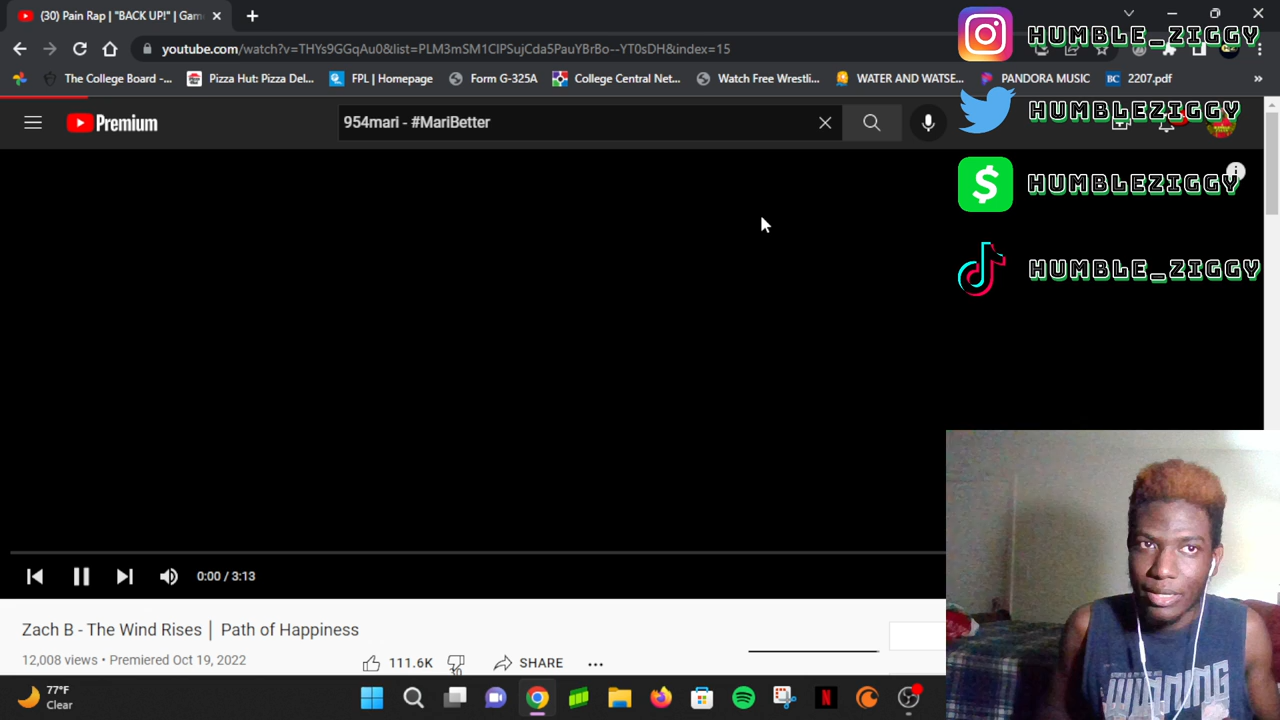 (30) Pain Rap | "BACK UP!" | Gam
youtube.com/watch?v=THYs9GGqAu0&list=PLM3mSM1CIPSujCda5PauYBrBo--YT0sDH&index=15
The College Board -...
Pizza Hut: Pizza Del...
FPL | Homepage
Form G-325A
College Central Net...
Watch Free Wrestli...
WATER AND WATSE...
PANDORA MUSIC
BC 2207.pdf
»
Premium
954mari - #MariBetter
HUMBLE_ZIGGY
HUMBLEZIGGY
HUMBLEZIGGY
HUMBLE_ZIGGY
0:00 / 3:13
Zach B - The Wind Rises │ Path of Happiness
12,008 views • Premiered Oct 19, 2022
111.6K
SHARE
77°F
Clear